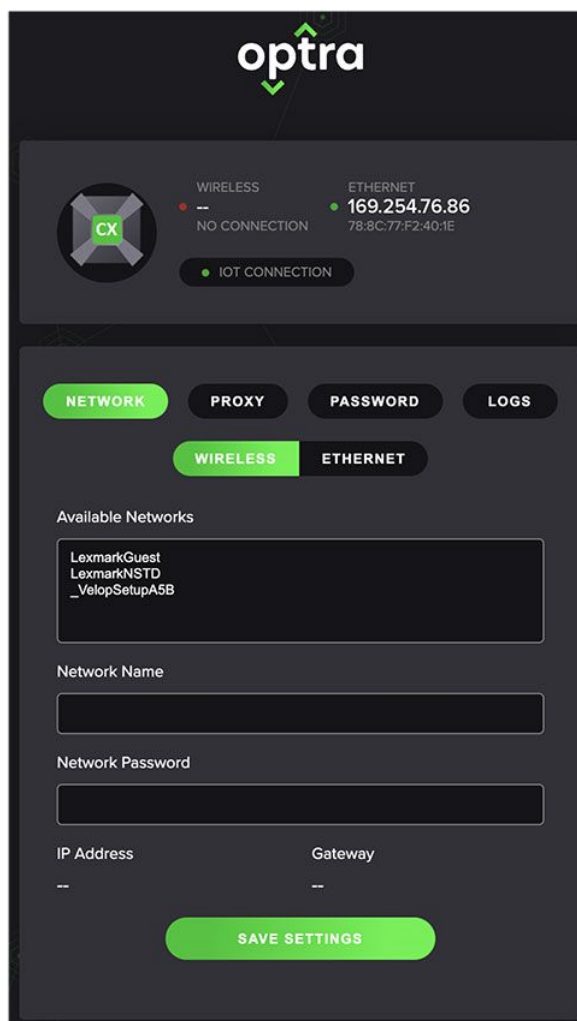 optra
WIRELESS
--
NO CONNECTION
ETHERNET
169.254.76.86
78:8C:77:F2:40:1E
CX
IOT CONNECTION
NETWORK PROXY PASSWORD LOGS
WIRELESS ETHERNET
Available Networks
LexmarkGuest
LexmarkNSTD
_VelopSetupA5B
Network Name
Network Password
IP Address Gateway
-- --
SAVE SETTINGS